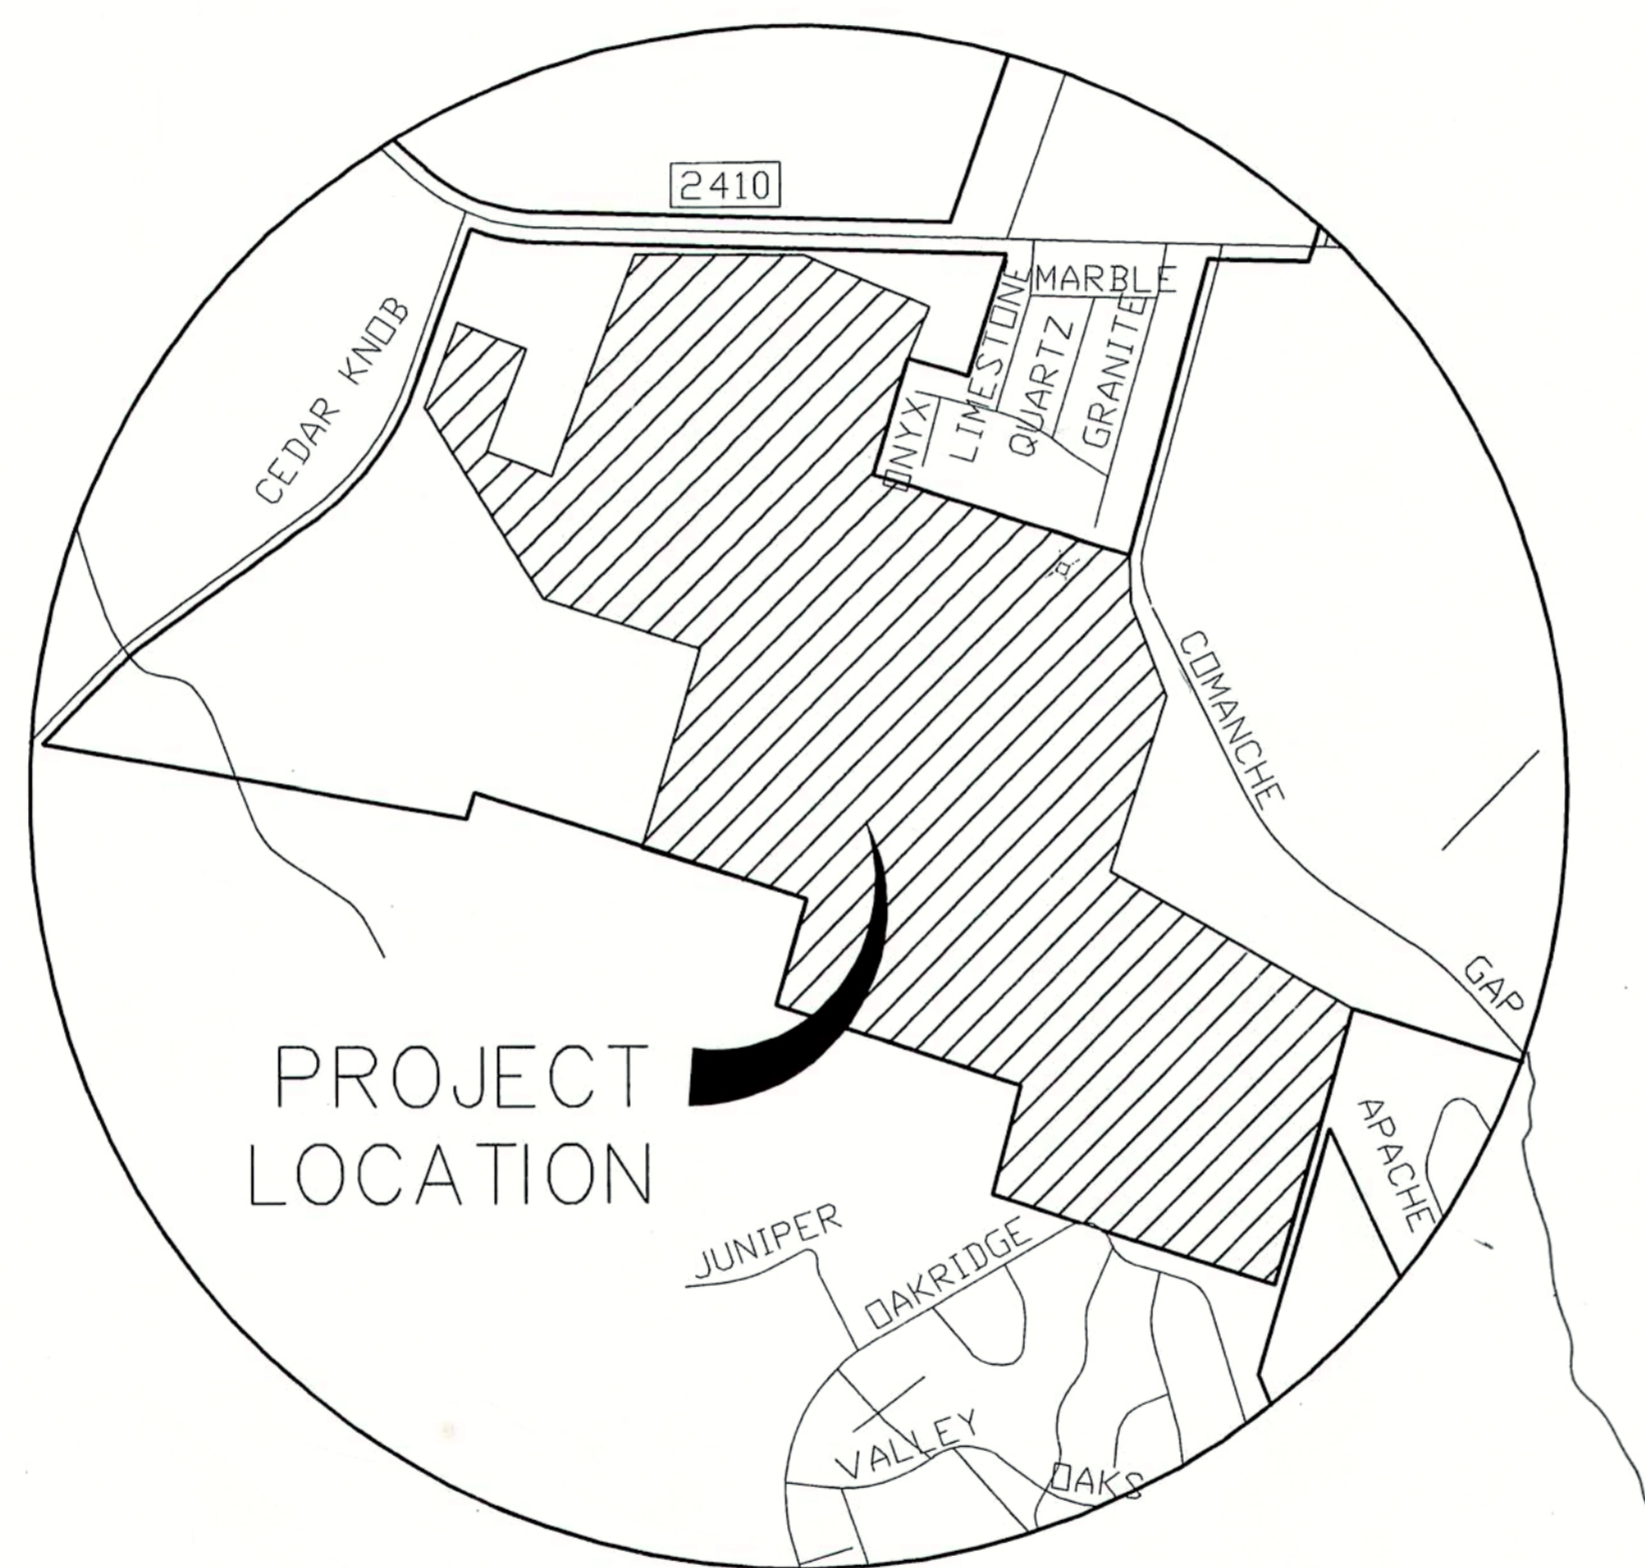 2410
MARBLE
LIMESTONE
QUARTZ
GRANITE
ONYX
CEDAR KNOB
COMANCHE
GAP
PROJECT
LOCATION
APACHE
JUNIPER
OAKRIDGE
VALLEY
OAKS